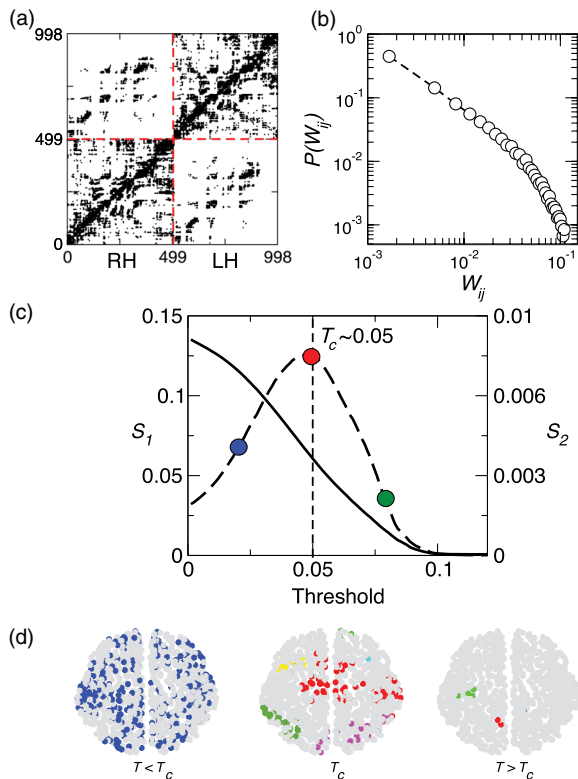 (a)
998
499
0
0
RH
499
LH
998
(b)
10^0
10^-1
10^-2
10^-3
P(W_ij)
10^-3
10^-2
10^-1
W_ij
(c)
0.15
0.1
0.05
0
S_1
T_c~0.05
0.01
0.007
0.003
0
S_2
0
0.05
0.1
Threshold
(d)
T < T_c
T_c
T > T_c